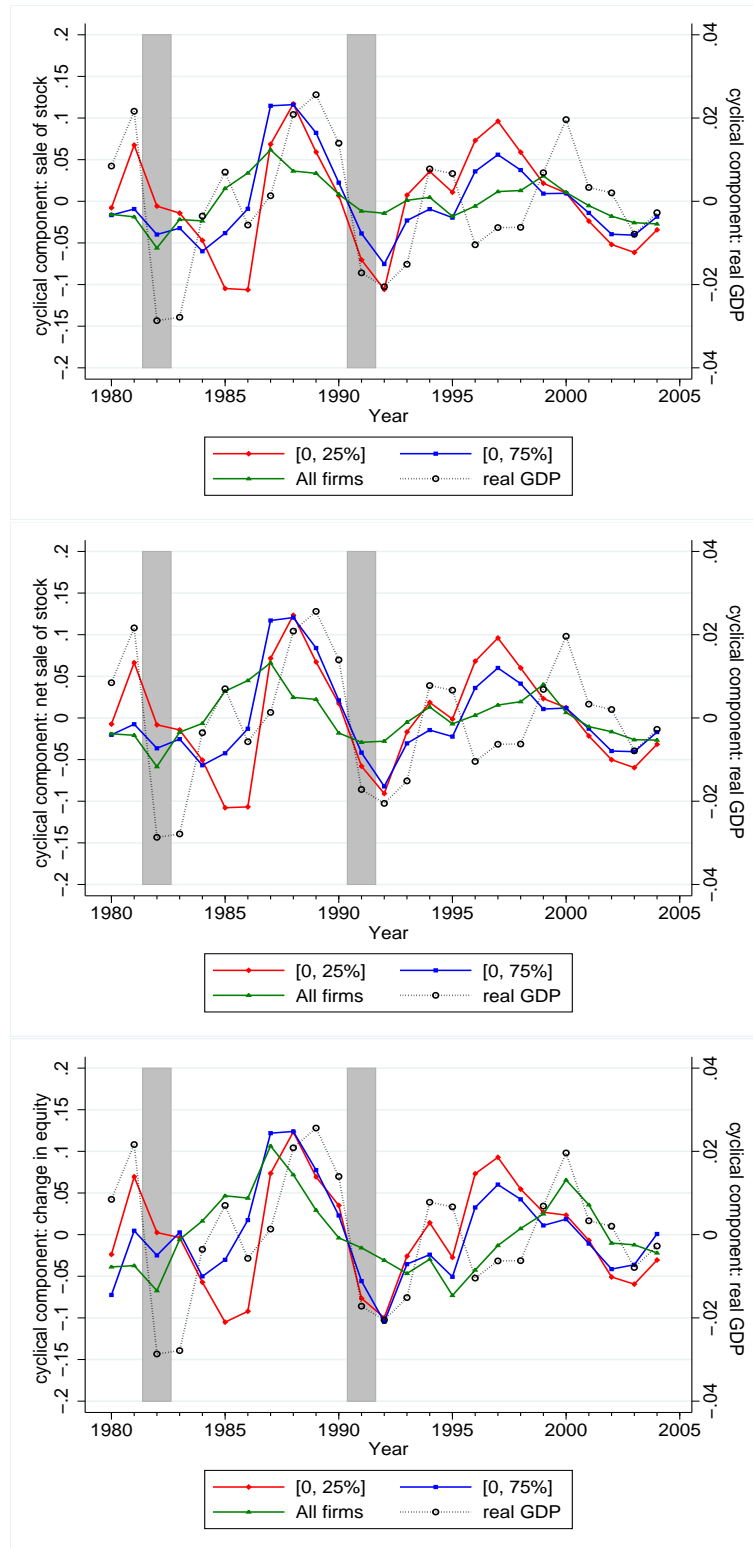 cyclical component: sale of stock
.2
.15
.1
.05
0
−.05
−.1
−.15
−.2
.04
.02
0
−.02
−.04
cyclical component: real GDP
1980 1985 1990 1995 2000 2005
Year
[0, 25%] [0, 75%]
All firms real GDP
cyclical component: net sale of stock
.2
.15
.1
.05
0
−.05
−.1
−.15
−.2
.04
.02
0
−.02
−.04
cyclical component: real GDP
1980 1985 1990 1995 2000 2005
Year
[0, 25%] [0, 75%]
All firms real GDP
cyclical component: change in equity
.2
.15
.1
.05
0
−.05
−.1
−.15
−.2
.04
.02
0
−.02
−.04
cyclical component: real GDP
1980 1985 1990 1995 2000 2005
Year
[0, 25%] [0, 75%]
All firms real GDP